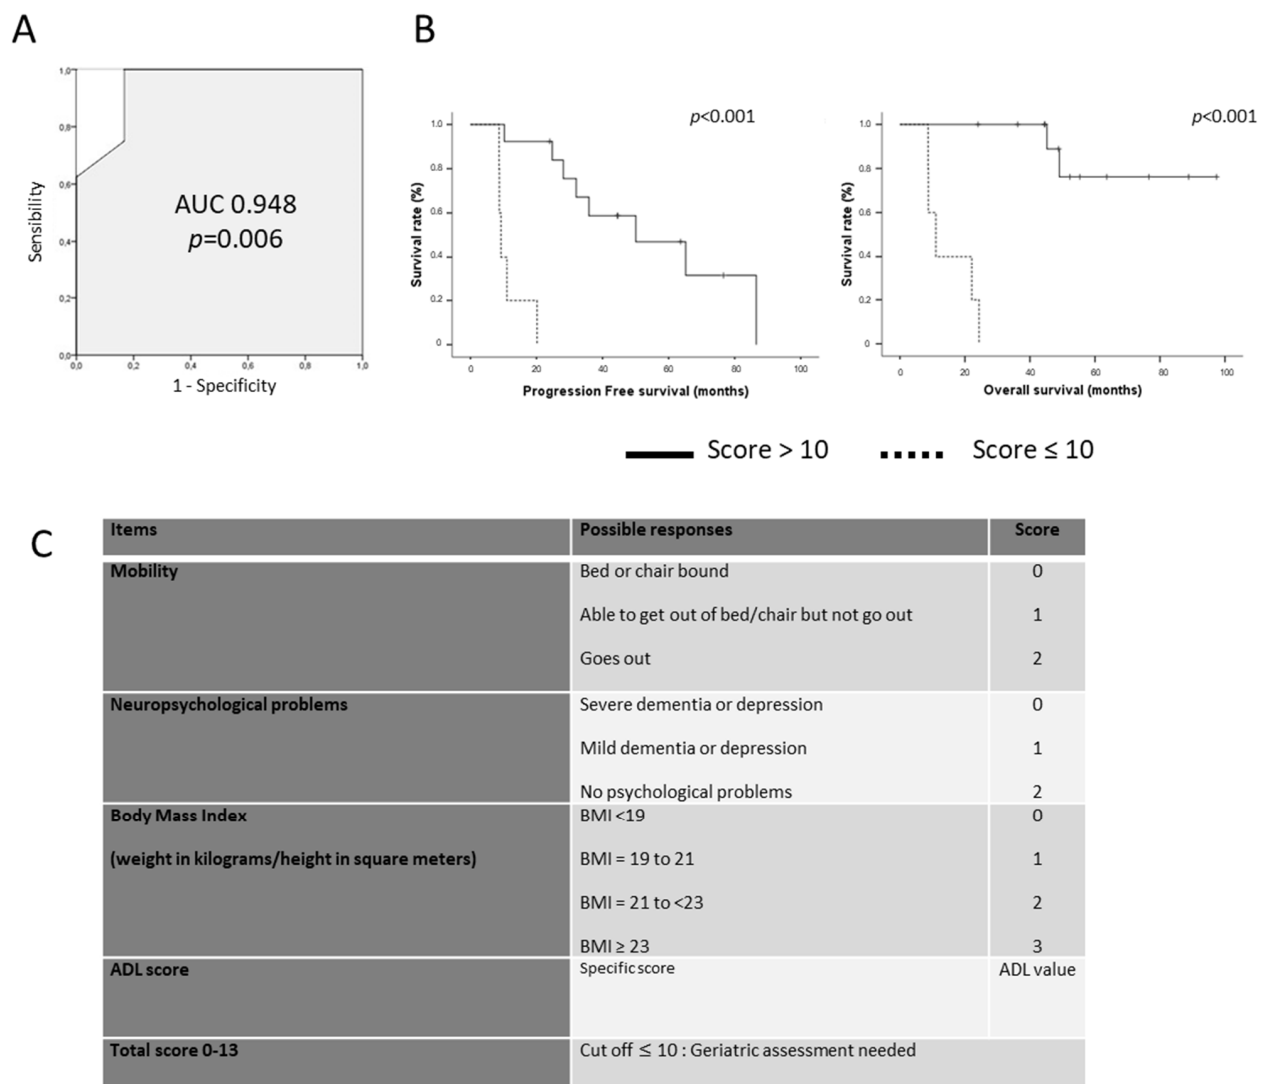 A
B
1,0
0,8
0,6
0,4
0,2
0,0
Sensibility
AUC 0.948
p=0.006
0,0 0,2 0,4 0,6 0,8 1,0
1 - Specificity
p<0.001
1.0
0.8
0.6
0.4
0.2
0
Survival rate (%)
0 20 40 60 80 100
Progression Free survival (months)
p<0.001
1.0
0.8
0.6
0.4
0.2
0
Survival rate (%)
0 20 40 60 80 100
Overall survival (months)
Score > 10 Score ≤ 10
C
Items Possible responses Score
Mobility Bed or chair bound 0
Able to get out of bed/chair but not go out 1
Goes out 2
Neuropsychological problems Severe dementia or depression 0
Mild dementia or depression 1
No psychological problems 2
Body Mass Index BMI <19 0
(weight in kilograms/height in square meters) BMI = 19 to 21 1
BMI = 21 to <23 2
BMI ≥ 23 3
ADL score Specific score ADL value
Total score 0-13 Cut off ≤ 10 : Geriatric assessment needed